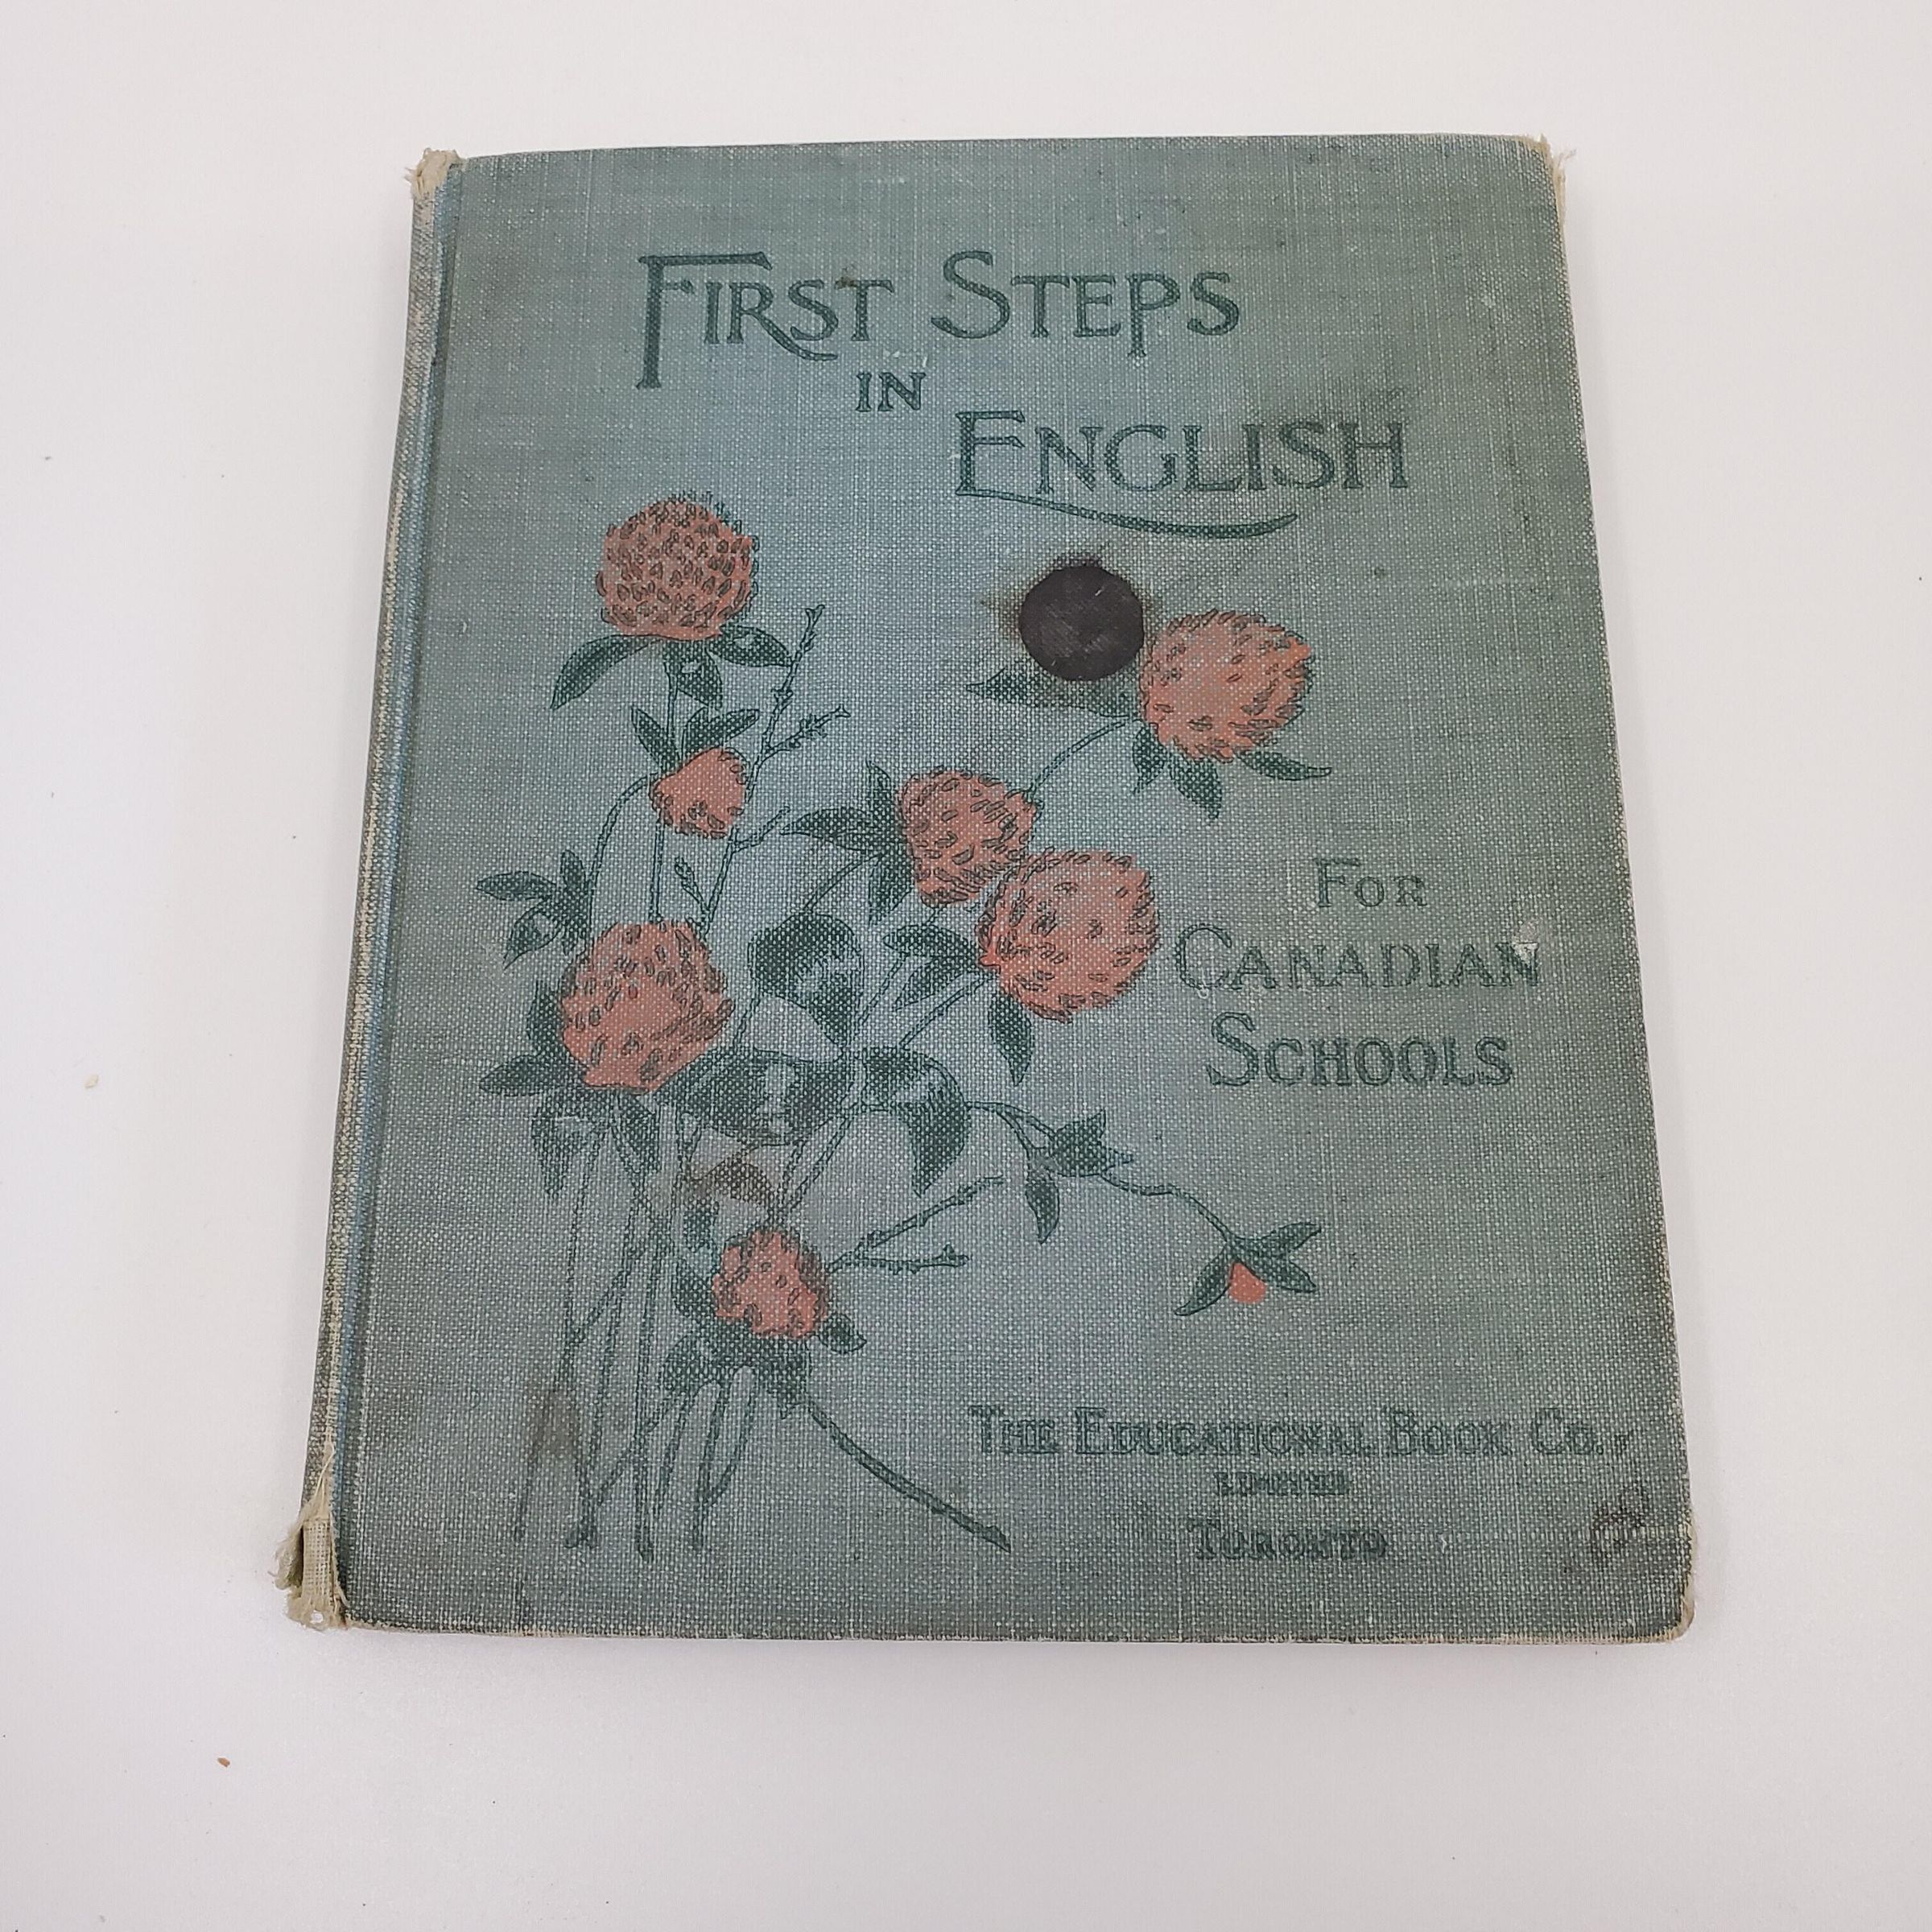 First Steps
in
English
For
Canadian
Schools
The Educational Book Co.,
Limited
Toronto